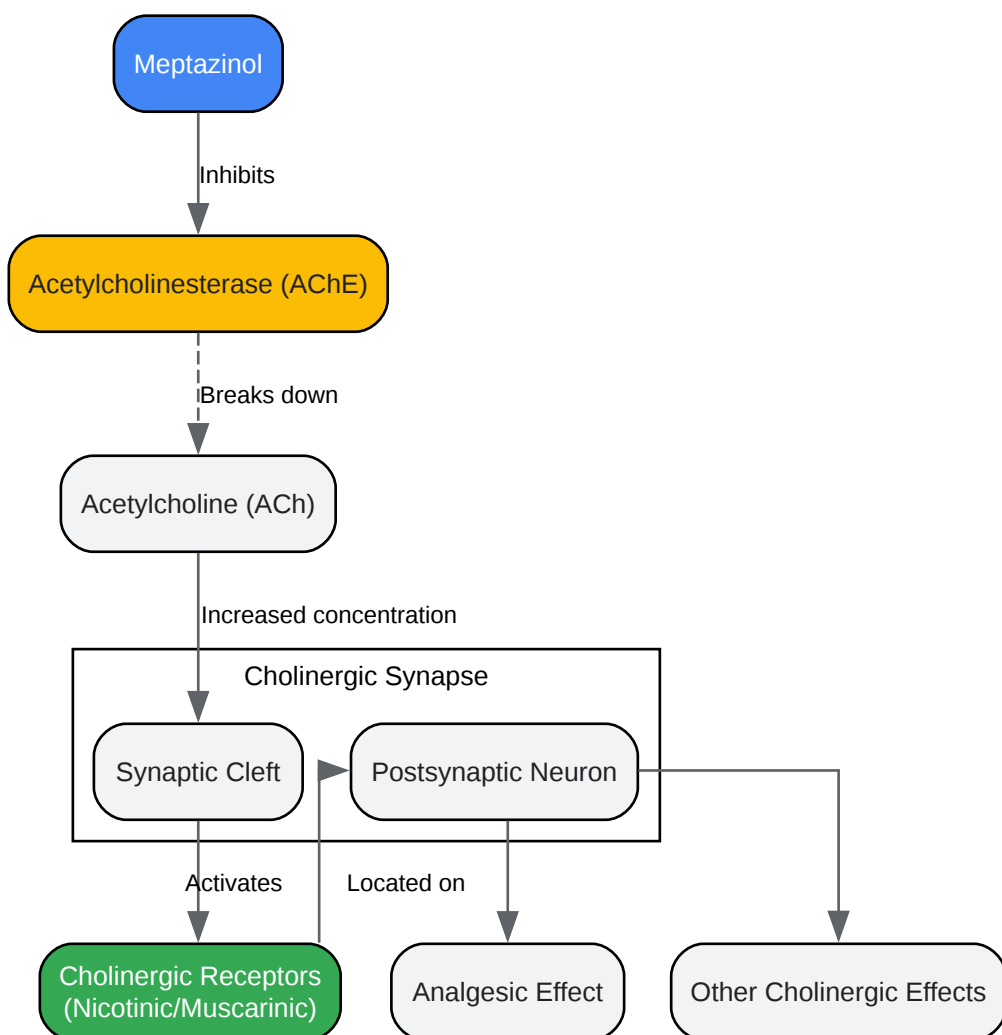 Meptazinol
Inhibits
Acetylcholinesterase (AChE)
Breaks down
Acetylcholine (ACh)
Increased concentration
Cholinergic Synapse
Synaptic Cleft
Postsynaptic Neuron
Activates
Located on
Cholinergic Receptors
(Nicotinic/Muscarinic)
Analgesic Effect
Other Cholinergic Effects